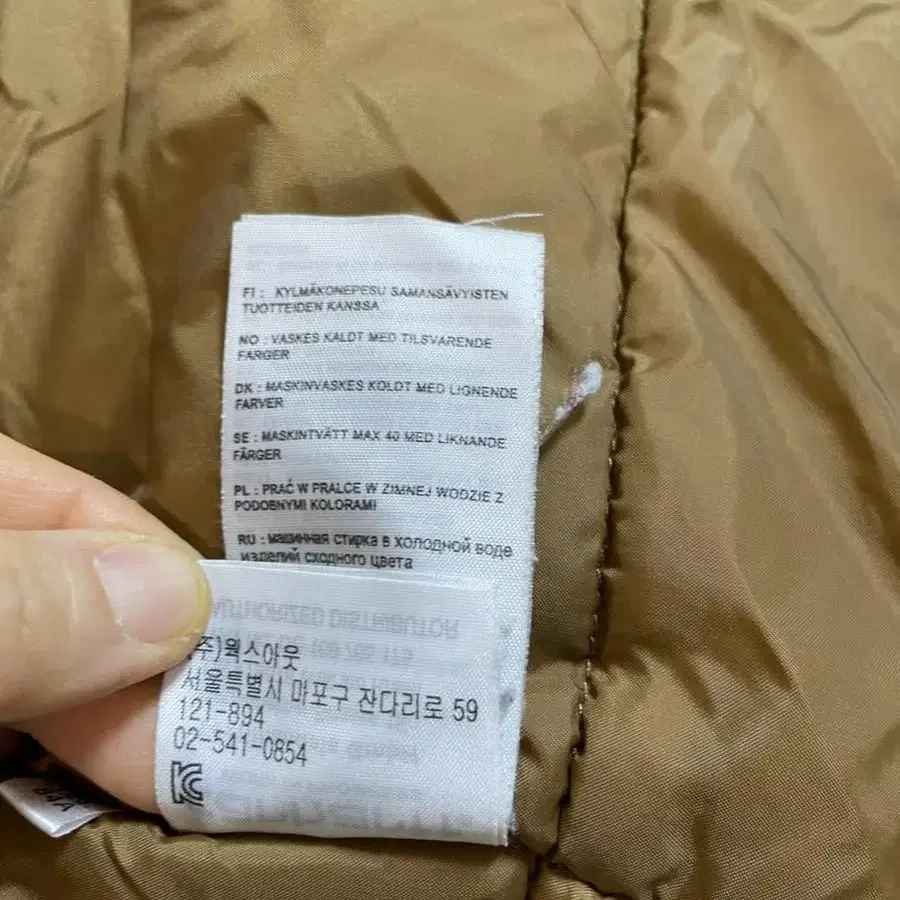 FI : KYLMÄKONEPESU SAMANSÄVYISTEN
TUOTTEIDEN KANSSA
NO : VASKES KALDT MED TILSVARENDE
FARGER
DK : MASKINVASKES KOLDT MED LIGNENDE
FARVER
SE : MASKINTVÄTT MAX 40 MED LIKNANDE
FÄRGER
PL : PRAĆ W PRALCE W ZIMNEJ WODZIE Z
PODOBNYMI KOLORAMI
RU : машинная стирка в холодной воде
изделий сходного цвета
AUTHORIZED DISTRIBUTOR
(주)웍스아웃
서울특별시 마포구 잔다리로 59
121-894
02-541-0854
84A